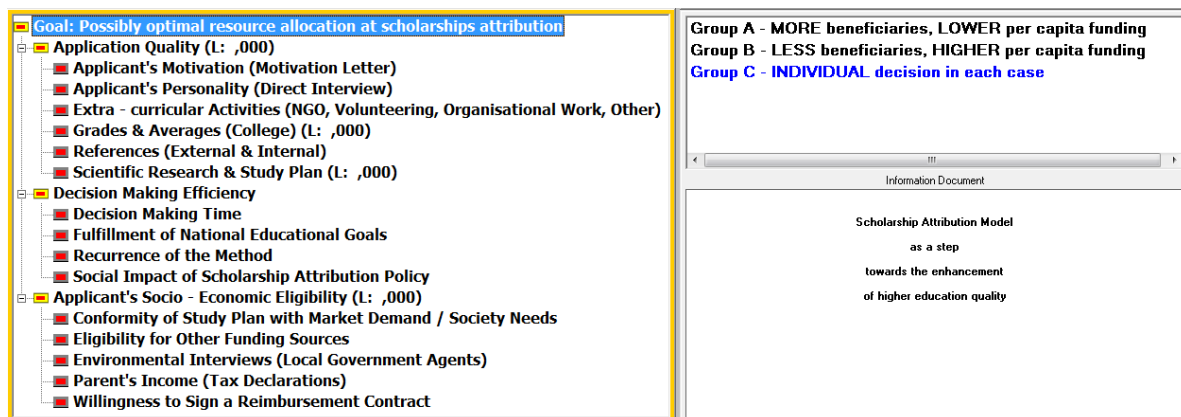 Goal: Possibly optimal resource allocation at scholarships attribution
Application Quality (L: ,000)
Applicant's Motivation (Motivation Letter)
Applicant's Personality (Direct Interview)
Extra - curricular Activities (NGO, Volunteering, Organisational Work, Other)
Grades & Averages (College) (L: ,000)
References (External & Internal)
Scientific Research & Study Plan (L: ,000)
Decision Making Efficiency
Decision Making Time
Fulfillment of National Educational Goals
Recurrence of the Method
Social Impact of Scholarship Attribution Policy
Applicant's Socio - Economic Eligibility (L: ,000)
Conformity of Study Plan with Market Demand / Society Needs
Eligibility for Other Funding Sources
Environmental Interviews (Local Government Agents)
Parent's Income (Tax Declarations)
Willingness to Sign a Reimbursement Contract
Group A - MORE beneficiaries, LOWER per capita funding
Group B - LESS beneficiaries, HIGHER per capita funding
Group C - INDIVIDUAL decision in each case
Information Document
Scholarship Attribution Model
as a step
towards the enhancement
of higher education quality